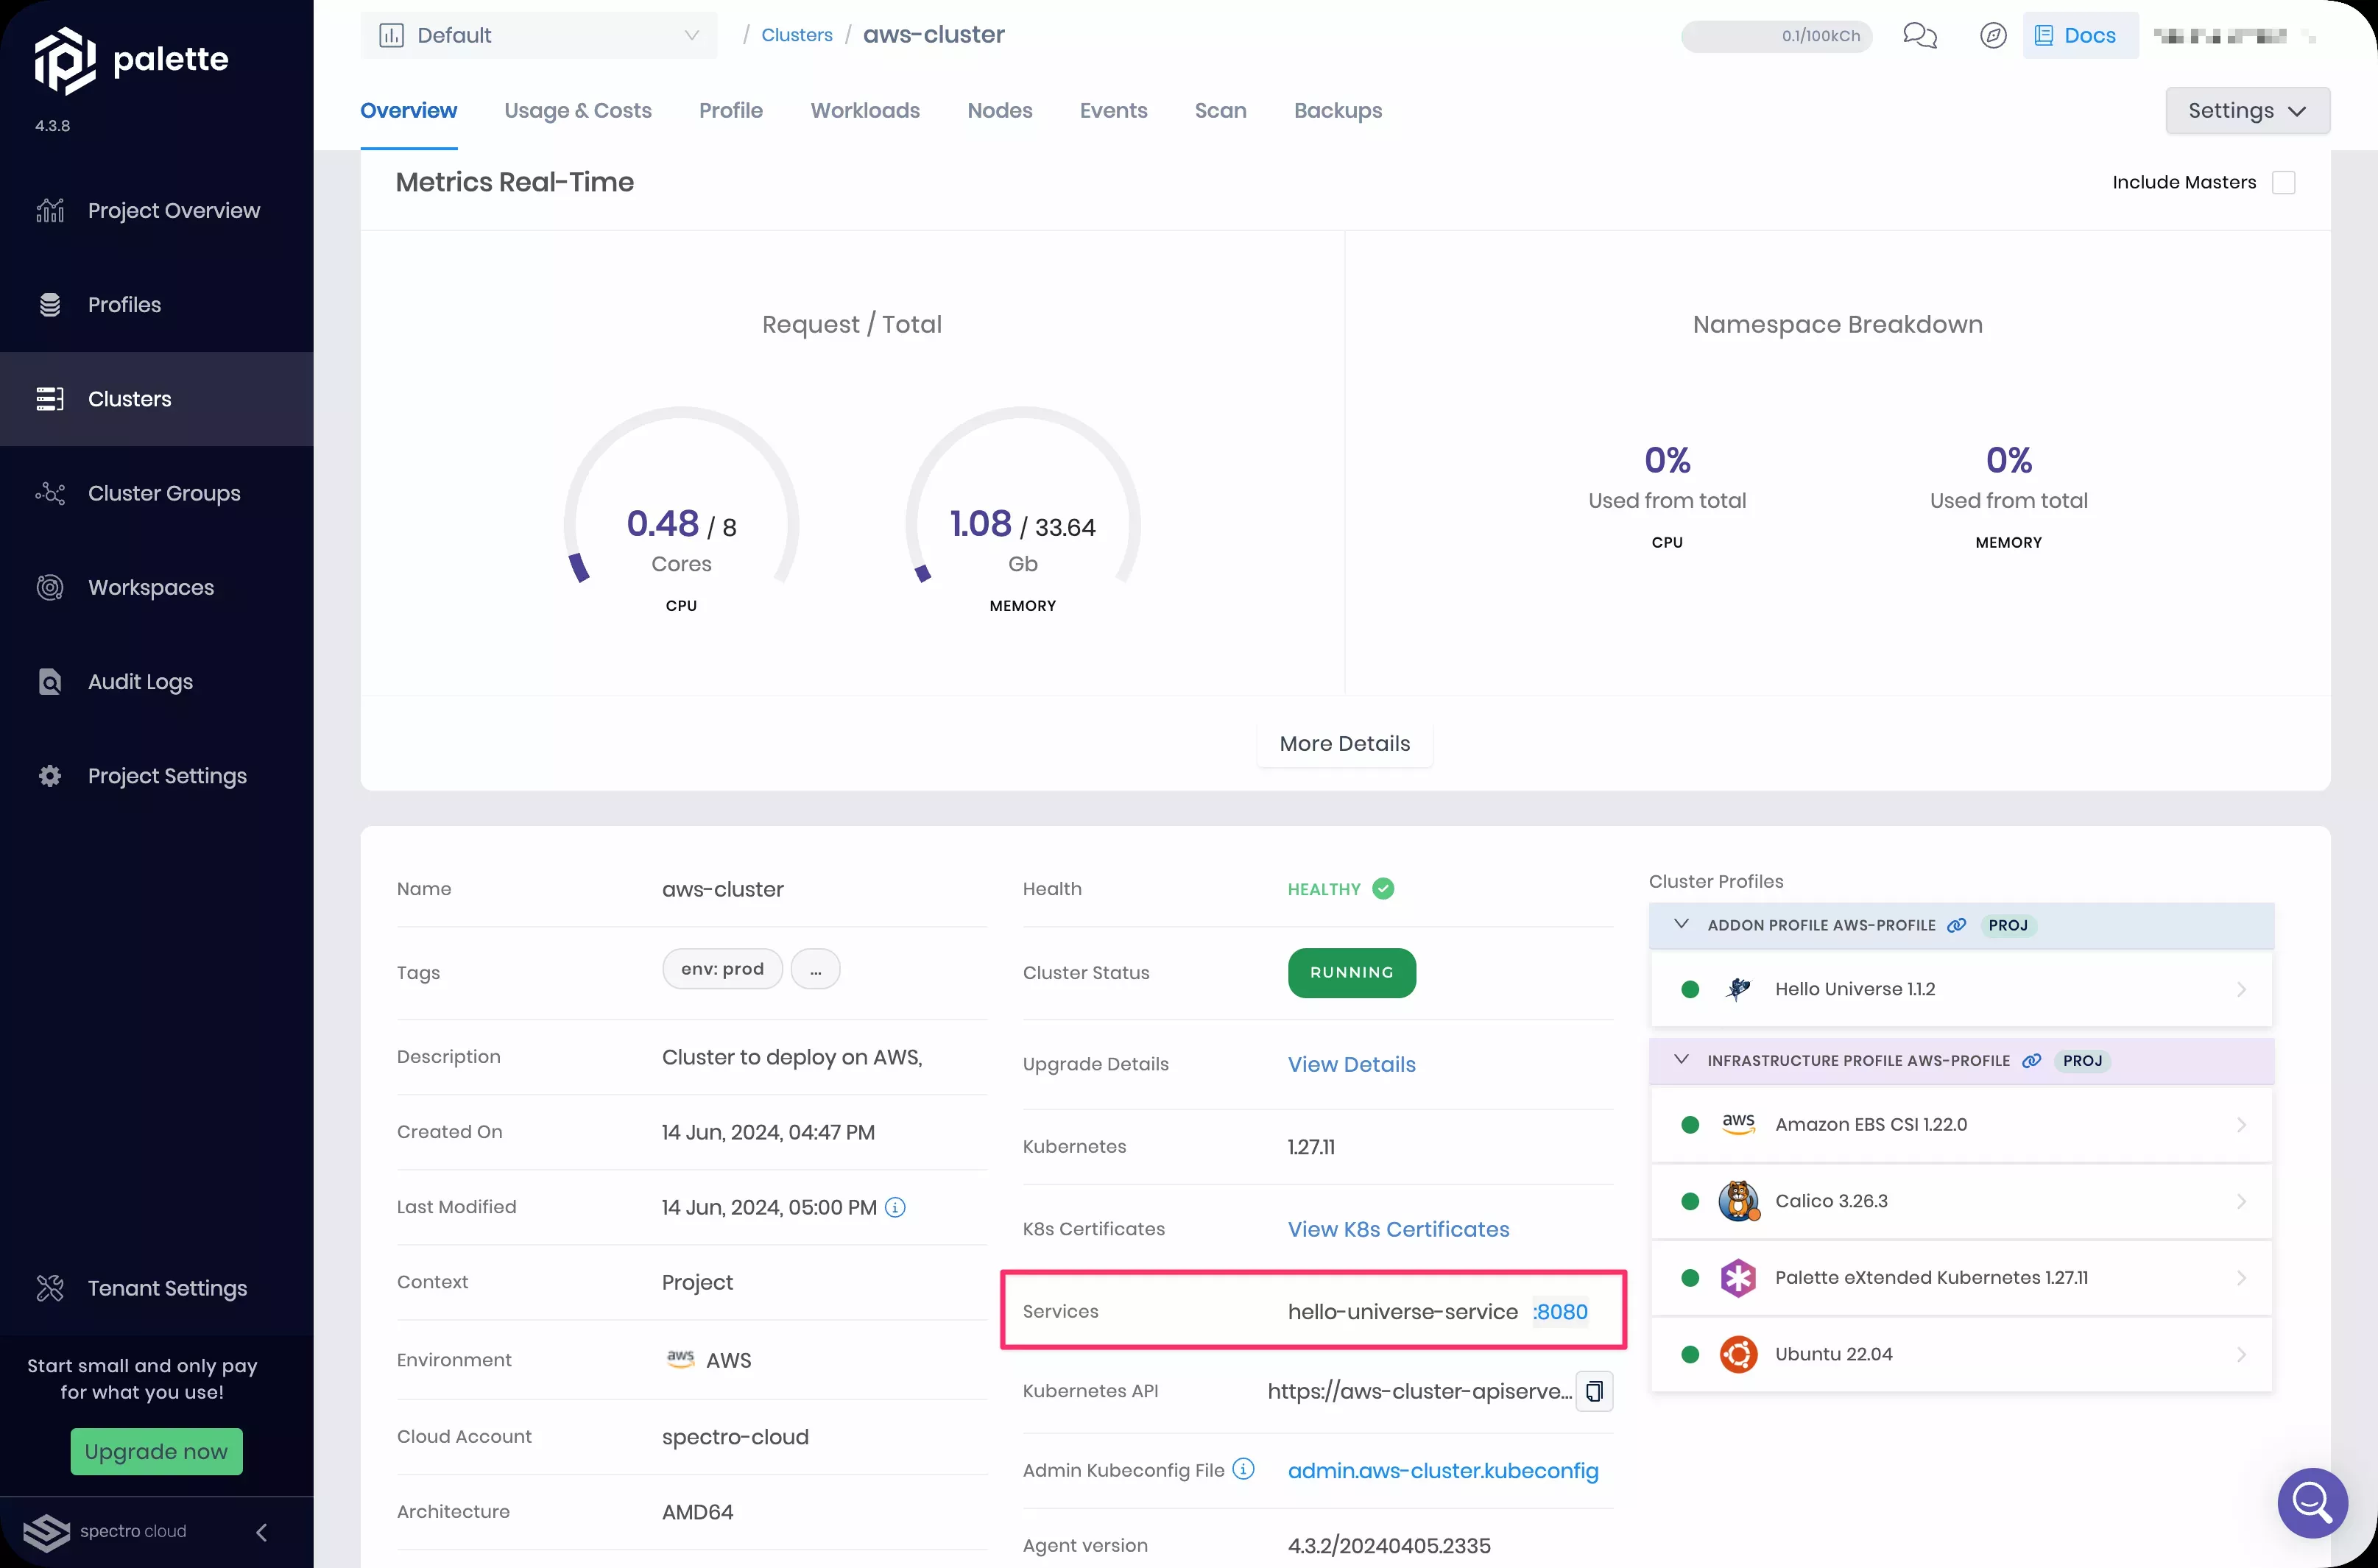 palette
4.3.8
Project Overview
Profiles
Clusters
Cluster Groups
Workspaces
Audit Logs
Project Settings
Tenant Settings
Start small and only pay
for what you use!
Upgrade now
spectro cloud
Default
/ Clusters / aws-cluster
0.1/100kCh
Docs
Overview
Usage & Costs
Profile
Workloads
Nodes
Events
Scan
Backups
Settings
Metrics Real-Time
Include Masters
Request / Total
0.48 / 8
Cores
CPU
1.08 / 33.64
Gb
MEMORY
Namespace Breakdown
0%
Used from total
CPU
0%
Used from total
MEMORY
More Details
Name aws-cluster
Tags env: prod ...
Description Cluster to deploy on AWS,
Created On 14 Jun, 2024, 04:47 PM
Last Modified 14 Jun, 2024, 05:00 PM
Context Project
Environment aws AWS
Cloud Account spectro-cloud
Architecture AMD64
Health HEALTHY
Cluster Status RUNNING
Upgrade Details View Details
Kubernetes 1.27.11
K8s Certificates View K8s Certificates
Services hello-universe-service :8080
Kubernetes API https://aws-cluster-apiserve...
Admin Kubeconfig File admin.aws-cluster.kubeconfig
Agent version 4.3.2/20240405.2335
Cluster Profiles
ADDON PROFILE AWS-PROFILE PROJ
Hello Universe 1.1.2
INFRASTRUCTURE PROFILE AWS-PROFILE PROJ
aws Amazon EBS CSI 1.22.0
Calico 3.26.3
Palette eXtended Kubernetes 1.27.11
Ubuntu 22.04